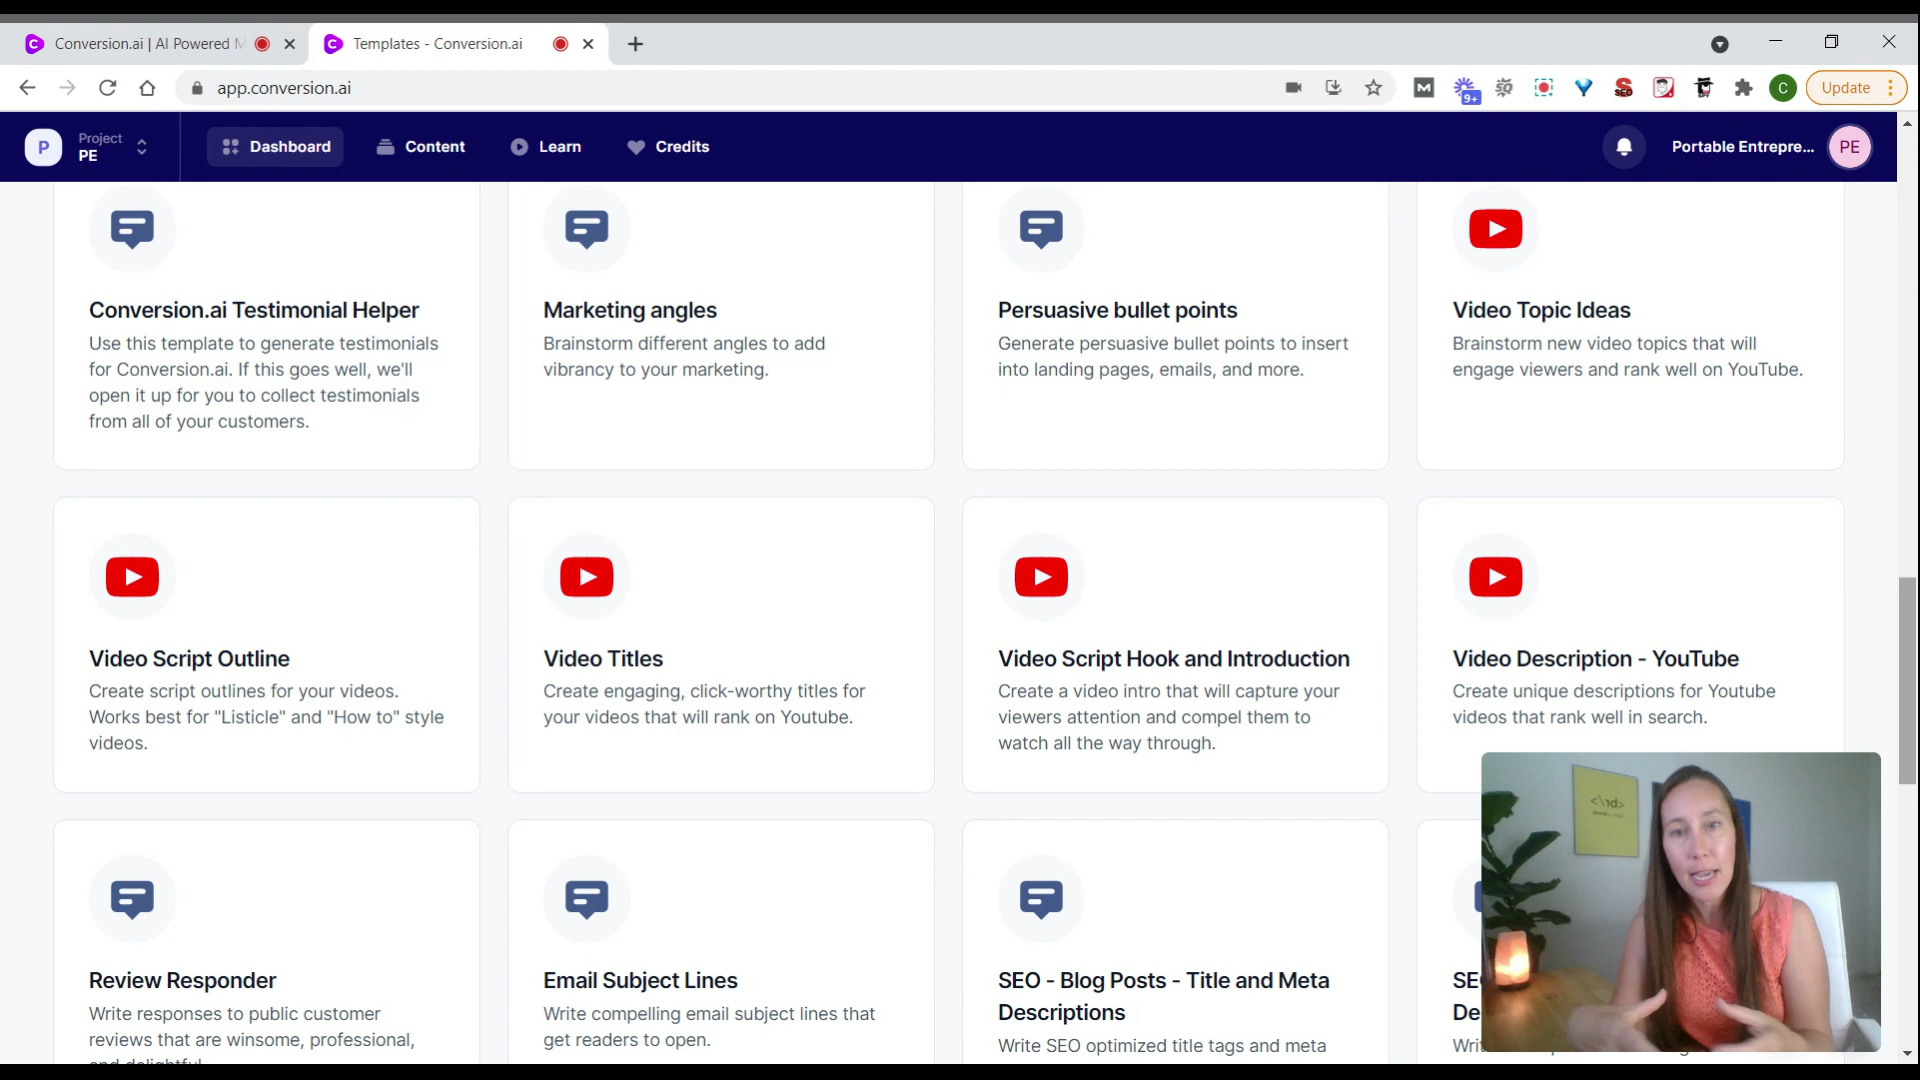 Conversion.ai | AI Powered M
Templates - Conversion.ai
app.conversion.ai
9+
SEO
C
Update
P
Project
PE
Dashboard
Content
Learn
Credits
Portable Entrepre...
PE
Conversion.ai Testimonial Helper
Use this template to generate testimonials
for Conversion.ai. If this goes well, we'll
open it up for you to collect testimonials
from all of your customers.
Marketing angles
Brainstorm different angles to add
vibrancy to your marketing.
Persuasive bullet points
Generate persuasive bullet points to insert
into landing pages, emails, and more.
Video Topic Ideas
Brainstorm new video topics that will
engage viewers and rank well on YouTube.
Video Script Outline
Create script outlines for your videos.
Works best for "Listicle" and "How to" style
videos.
Video Titles
Create engaging, click-worthy titles for
your videos that will rank on Youtube.
Video Script Hook and Introduction
Create a video intro that will capture your
viewers attention and compel them to
watch all the way through.
Video Description - YouTube
Create unique descriptions for Youtube
videos that rank well in search.
Review Responder
Write responses to public customer
reviews that are winsome, professional,
and delightful.
Email Subject Lines
Write compelling email subject lines that
get readers to open.
SEO - Blog Posts - Title and Meta
Descriptions
Write SEO optimized title tags and meta